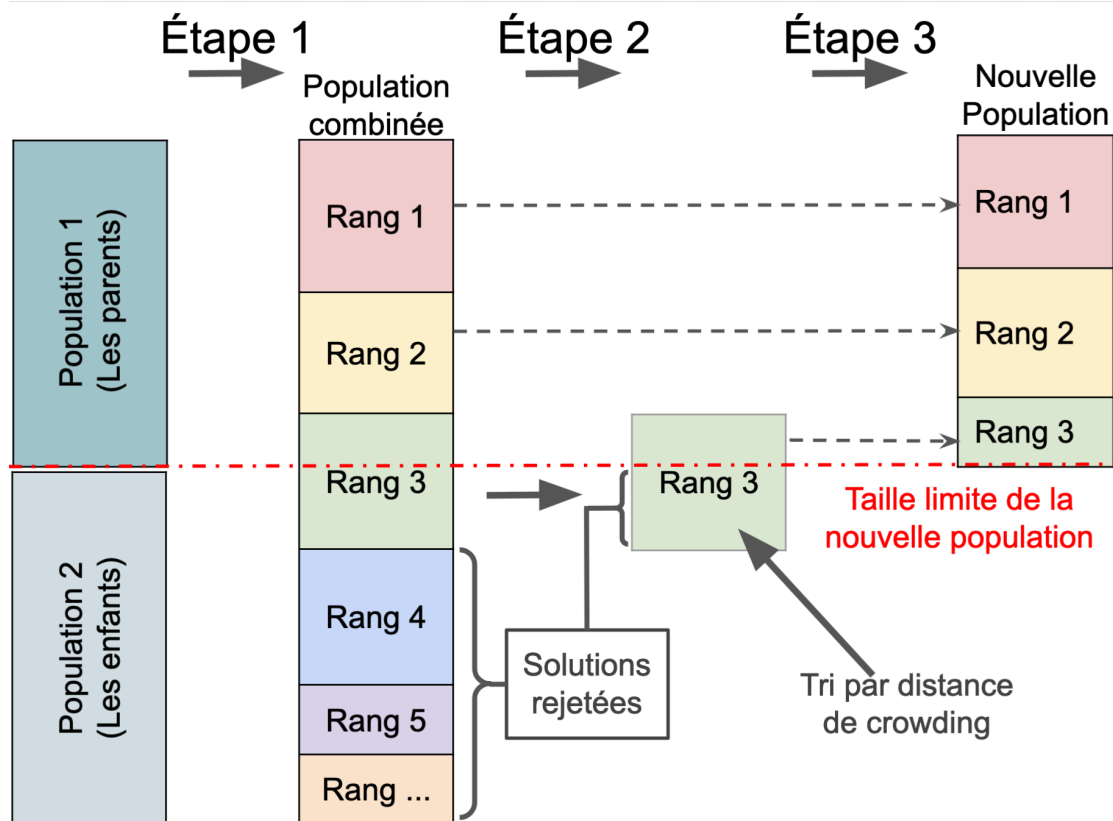 Étape 1
Étape 2
Étape 3
Population
combinée
Nouvelle
Population
Population 1
(Les parents)
Population 2
(Les enfants)
Rang 1
Rang 2
Rang 3
Rang 4
Rang 5
Rang ...
Rang 3
Solutions
rejetées
Tri par distance
de crowding
Rang 1
Rang 2
Rang 3
Taille limite de la
nouvelle population